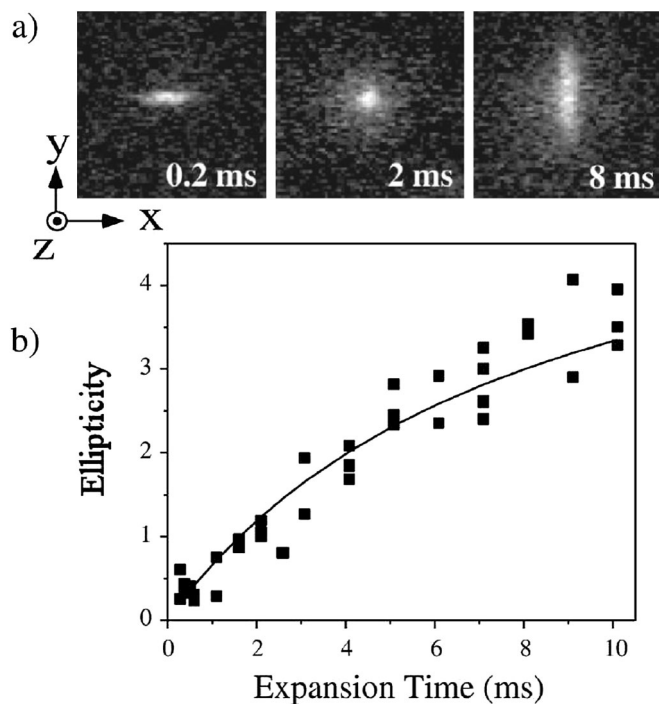 a)
0.2 ms
2 ms
8 ms
y
z
x
b)
Ellipticity
4
3
2
1
0
0
2
4
6
8
10
Expansion Time (ms)